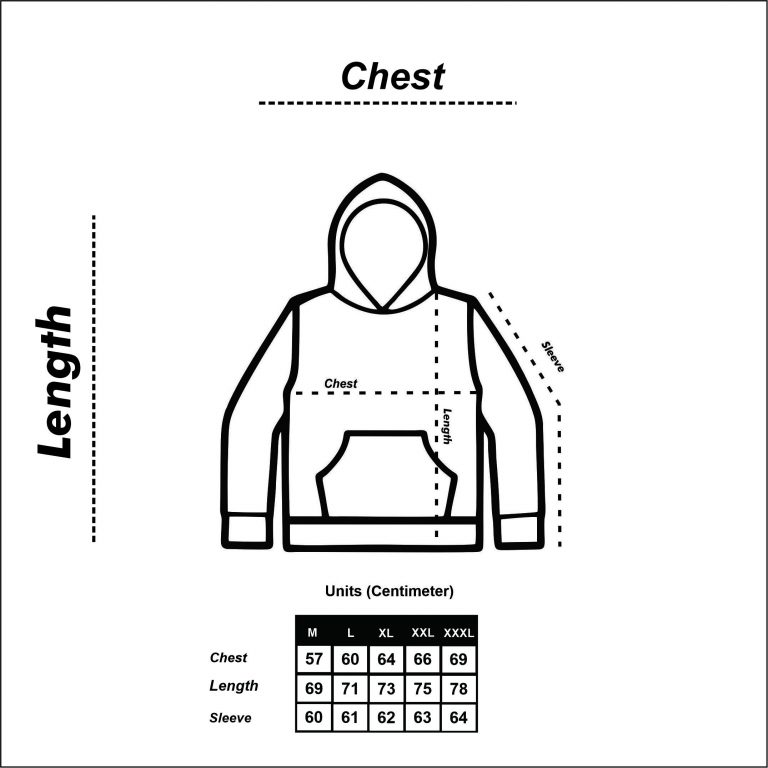 Chest
Length
Sleeve
Chest
Length
Units (Centimeter)
M L XL XXL XXXL
Chest 57 60 64 66 69
Length 69 71 73 75 78
Sleeve 60 61 62 63 64